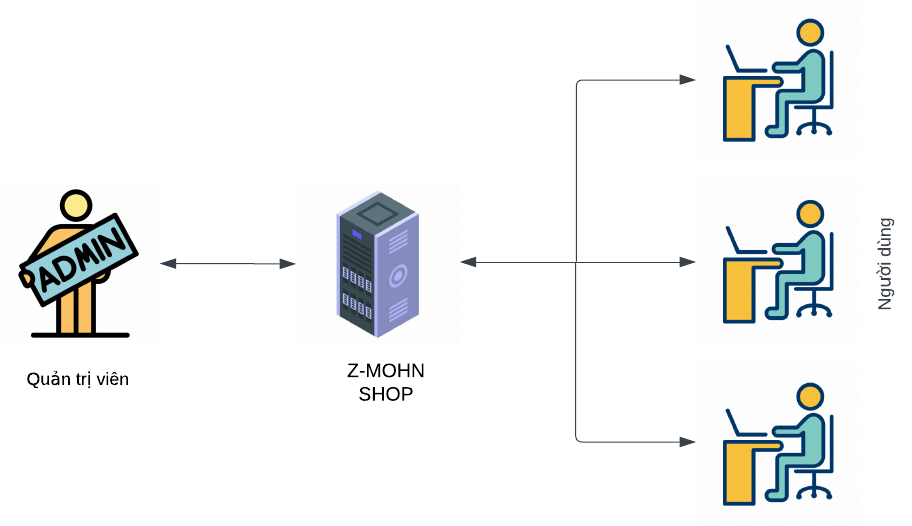 ADMIN
Quản trị viên
Z-MOHN
SHOP
Người dùng